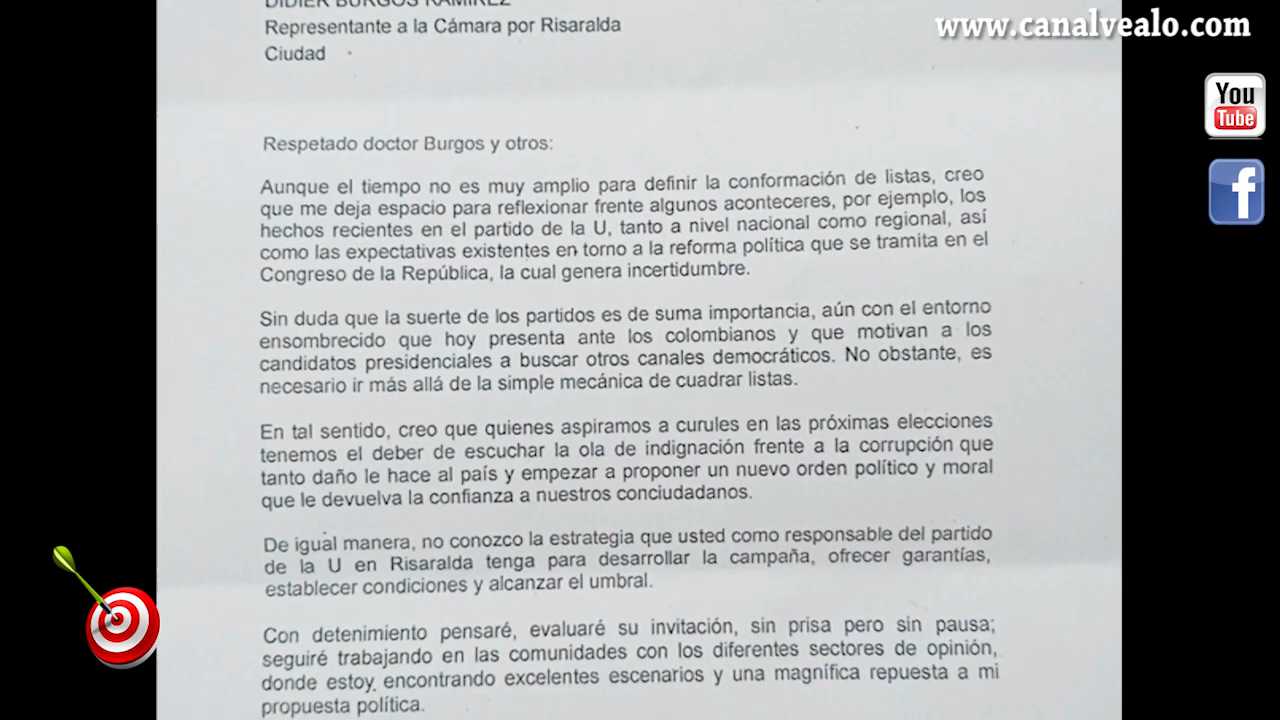 DIDIER BURGOS RAMIREZ
Representante a la Cámara por Risaralda
Ciudad
www.canalvealo.com
You
Tube
f
Respetado doctor Burgos y otros:
Aunque el tiempo no es muy amplio para definir la conformación de listas, creo
que me deja espacio para reflexionar frente algunos aconteceres, por ejemplo, los
hechos recientes en el partido de la U, tanto a nivel nacional como regional, así
como las expectativas existentes en torno a la reforma política que se tramita en el
Congreso de la República, la cual genera incertidumbre.
Sin duda que la suerte de los partidos es de suma importancia, aún con el entorno
ensombrecido que hoy presenta ante los colombianos y que motivan a los
candidatos presidenciales a buscar otros canales democráticos. No obstante, es
necesario ir más allá de la simple mecánica de cuadrar listas.
En tal sentido, creo que quienes aspiramos a curules en las próximas elecciones
tenemos el deber de escuchar la ola de indignación frente a la corrupción que
tanto daño le hace al país y empezar a proponer un nuevo orden político y moral
que le devuelva la confianza a nuestros conciudadanos.
De igual manera, no conozco la estrategia que usted como responsable del partido
de la U en Risaralda tenga para desarrollar la campaña, ofrecer garantías,
establecer condiciones y alcanzar el umbral.
Con detenimiento pensaré, evaluaré su invitación, sin prisa pero sin pausa;
seguiré trabajando en las comunidades con los diferentes sectores de opinión,
donde estoy encontrando excelentes escenarios y una magnífica repuesta a mi
propuesta política.